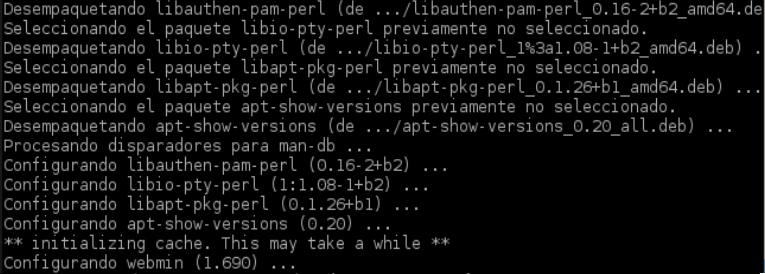 Desempaquetando libauthen-pam-perl (de .../libauthen-pam-perl_0.16-2+b2_amd64.de
Seleccionando el paquete libio-pty-perl previamente no seleccionado.
Desempaquetando libio-pty-perl (de .../libio-pty-perl_1%3a1.08-1+b2_amd64.deb) .
Seleccionando el paquete libapt-pkg-perl previamente no seleccionado.
Desempaquetando libapt-pkg-perl (de .../libapt-pkg-perl_0.1.26+b1_amd64.deb) ...
Seleccionando el paquete apt-show-versions previamente no seleccionado.
Desempaquetando apt-show-versions (de .../apt-show-versions_0.20_all.deb) ...
Procesando disparadores para man-db ...
Configurando libauthen-pam-perl (0.16-2+b2) ...
Configurando libio-pty-perl (1:1.08-1+b2) ...
Configurando libapt-pkg-perl (0.1.26+b1) ...
Configurando apt-show-versions (0.20) ...
** initializing cache. This may take a while **
Configurando webmin (1.690) ...